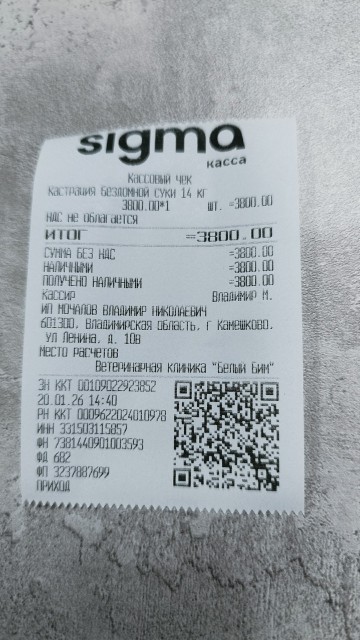 sigma
касса
Кассовый чек
Кастрация бездомной суки 14 кг
3800.00*1 шт. =3800.00
НДС не облагается
ИТОГ =3800.00
СУММА БЕЗ НДС =3800.00
НАЛИЧНЫМИ =3800.00
ПОЛУЧЕНО НАЛИЧНЫМИ =3800.00
Кассир Владимир М.
ИП МОЧАЛОВ ВЛАДИМИР НИКОЛАЕВИЧ
601300, Владимирская область, г Камешково,
ул Ленина, д. 10в
Место расчетов
Ветеринарная клиника "Белый Бим"
ЗН ККТ 00109022923852
20.01.26 14:40
РН ККТ 0009622024010978
ИНН 331503115857
ФН 7381440901003593
ФД 682
ФП 3237887699
ПРИХОД